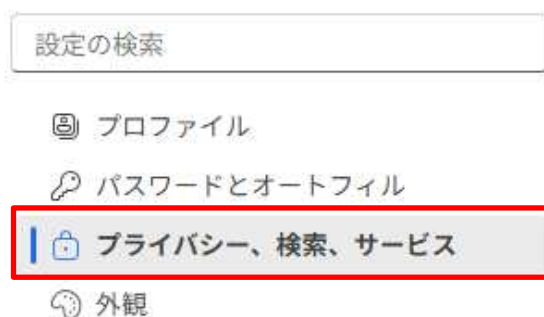 設定の検索
プロファイル
パスワードとオートフィル
プライバシー、検索、サービス
外観